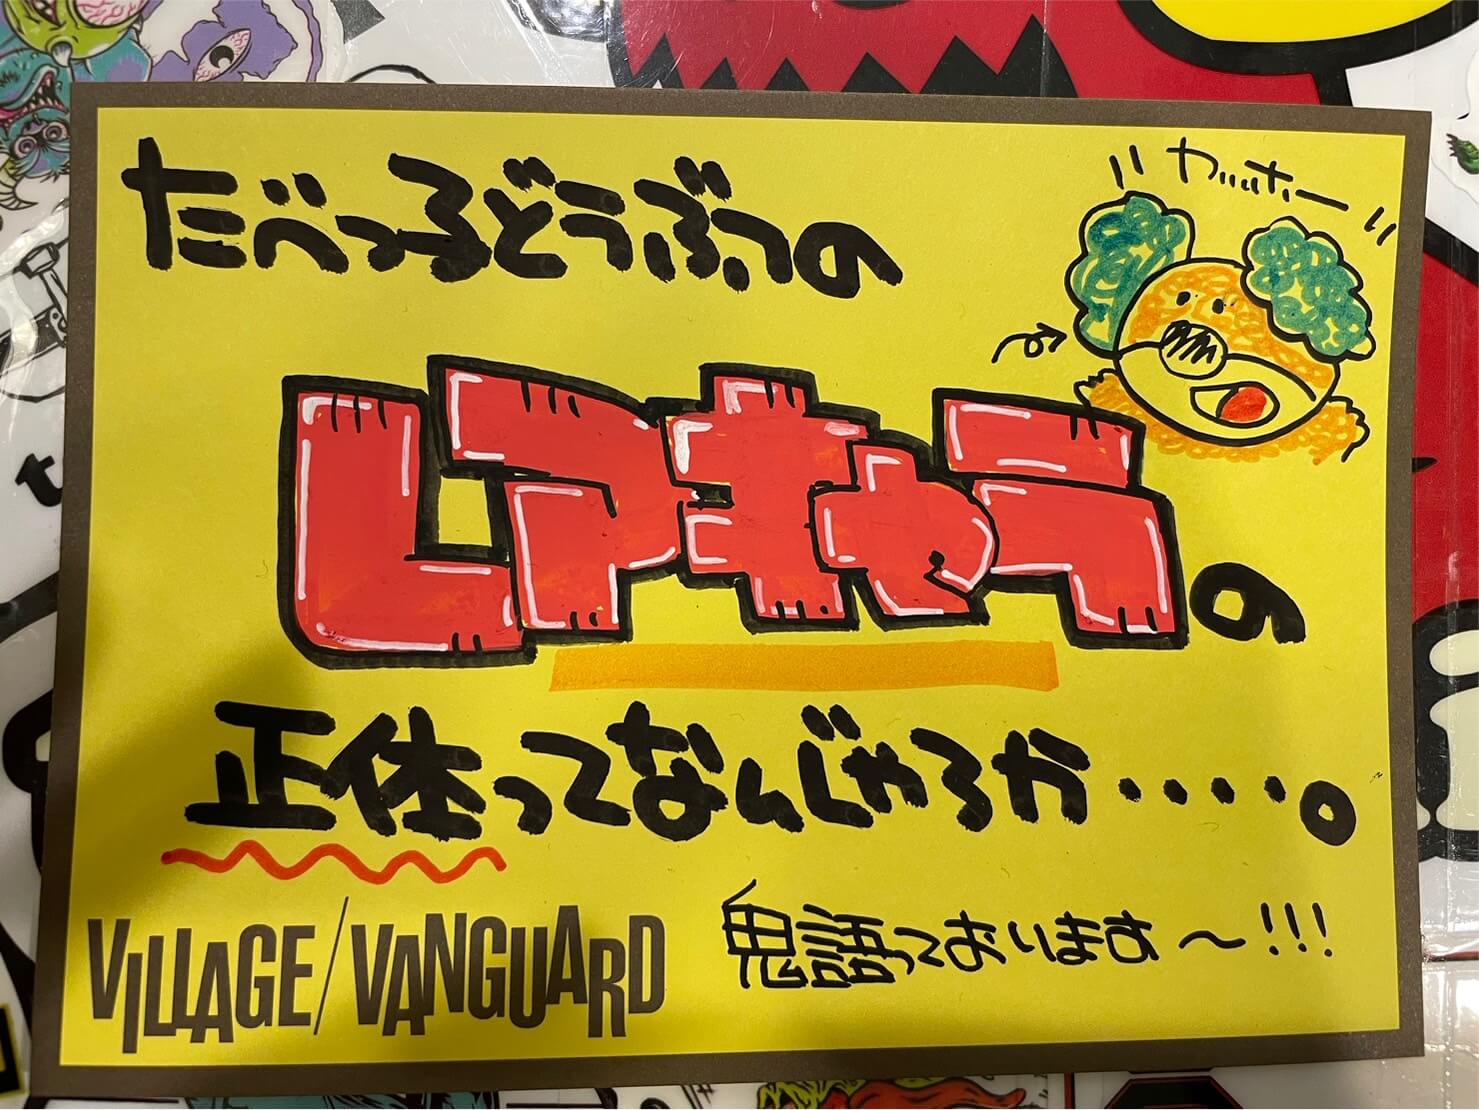 ヤッホー
たべっ子どうぶつの
レアキャラの
正体ってなんじゃろか・・・・。
鬼語っております〜!!!
VILLAGE/VANGUARD